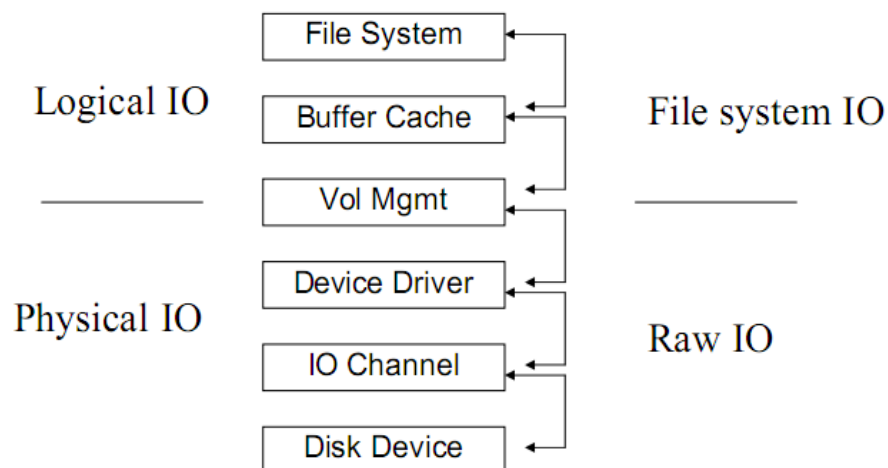 File System
Logical IO
File system IO
Buffer Cache
Vol Mgmt
Device Driver
Physical IO
Raw IO
IO Channel
Disk Device